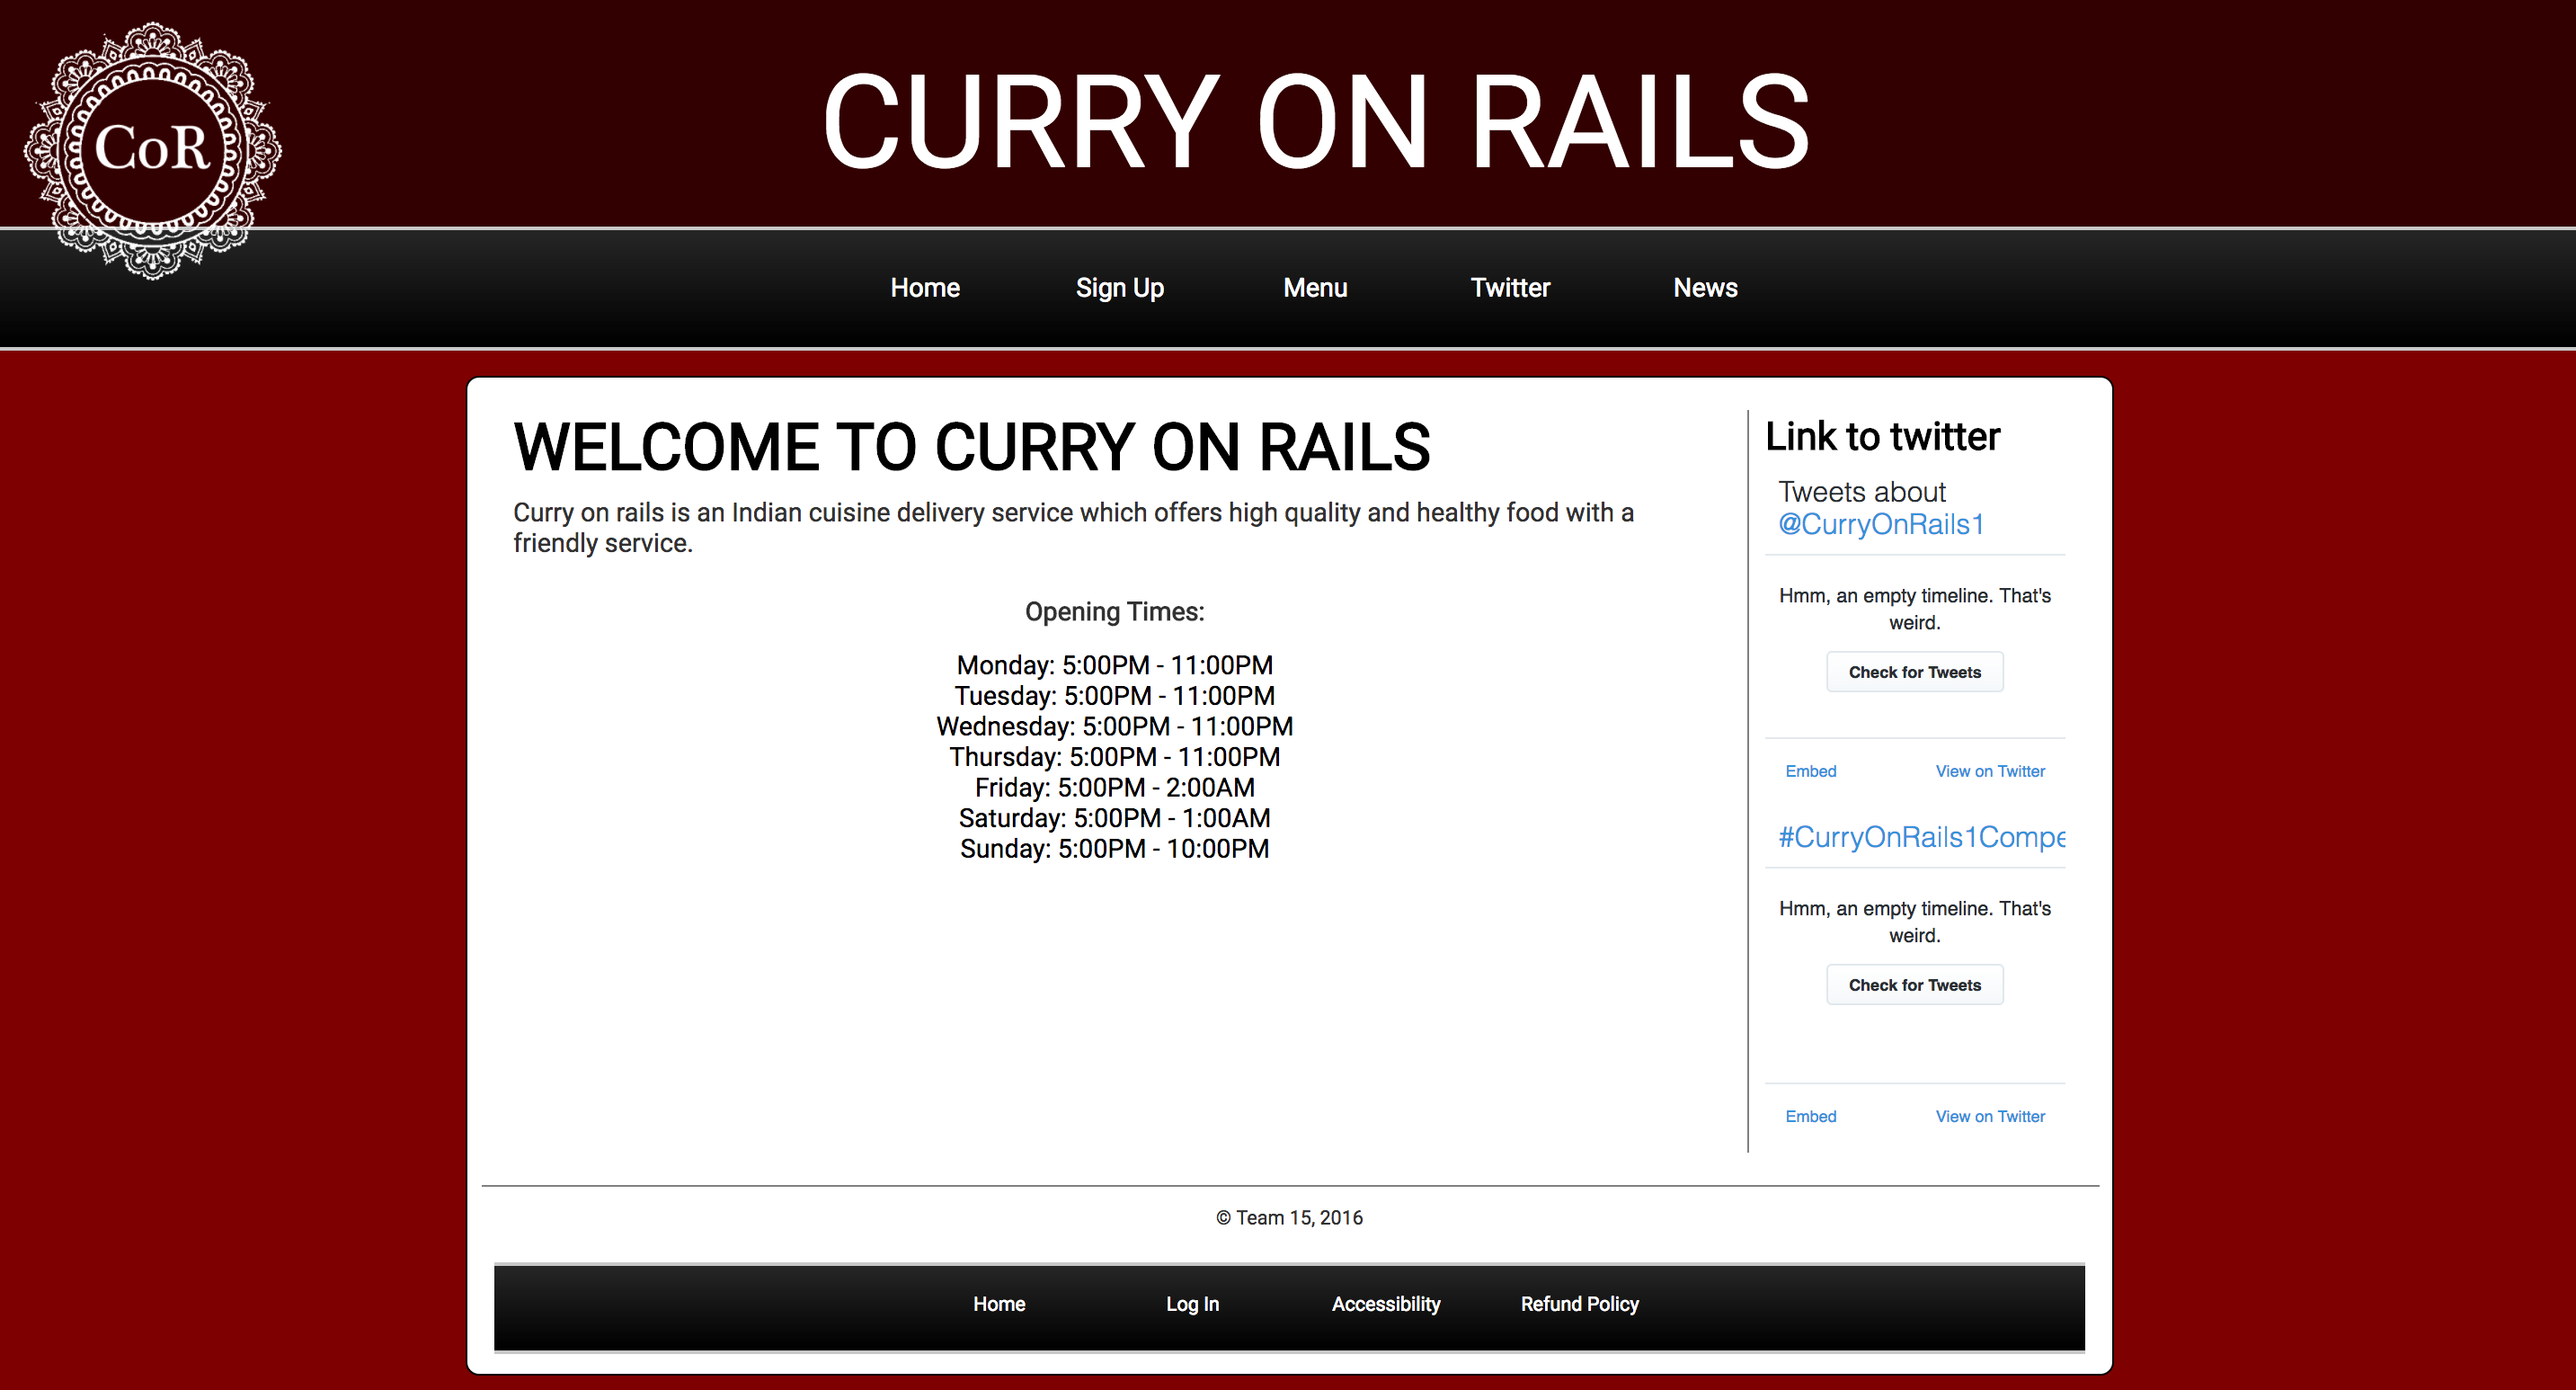 CoR
CURRY ON RAILS
Home Sign Up Menu Twitter News
WELCOME TO CURRY ON RAILS
Curry on rails is an Indian cuisine delivery service which offers high quality and healthy food with a
friendly service.
Opening Times:
Monday: 5:00PM - 11:00PM
Tuesday: 5:00PM - 11:00PM
Wednesday: 5:00PM - 11:00PM
Thursday: 5:00PM - 11:00PM
Friday: 5:00PM - 2:00AM
Saturday: 5:00PM - 1:00AM
Sunday: 5:00PM - 10:00PM
Link to twitter
Tweets about
@CurryOnRails1
Hmm, an empty timeline. That's
weird.
Check for Tweets
Embed View on Twitter
#CurryOnRails1Compe
Hmm, an empty timeline. That's
weird.
Check for Tweets
Embed View on Twitter
© Team 15, 2016
Home Log In Accessibility Refund Policy